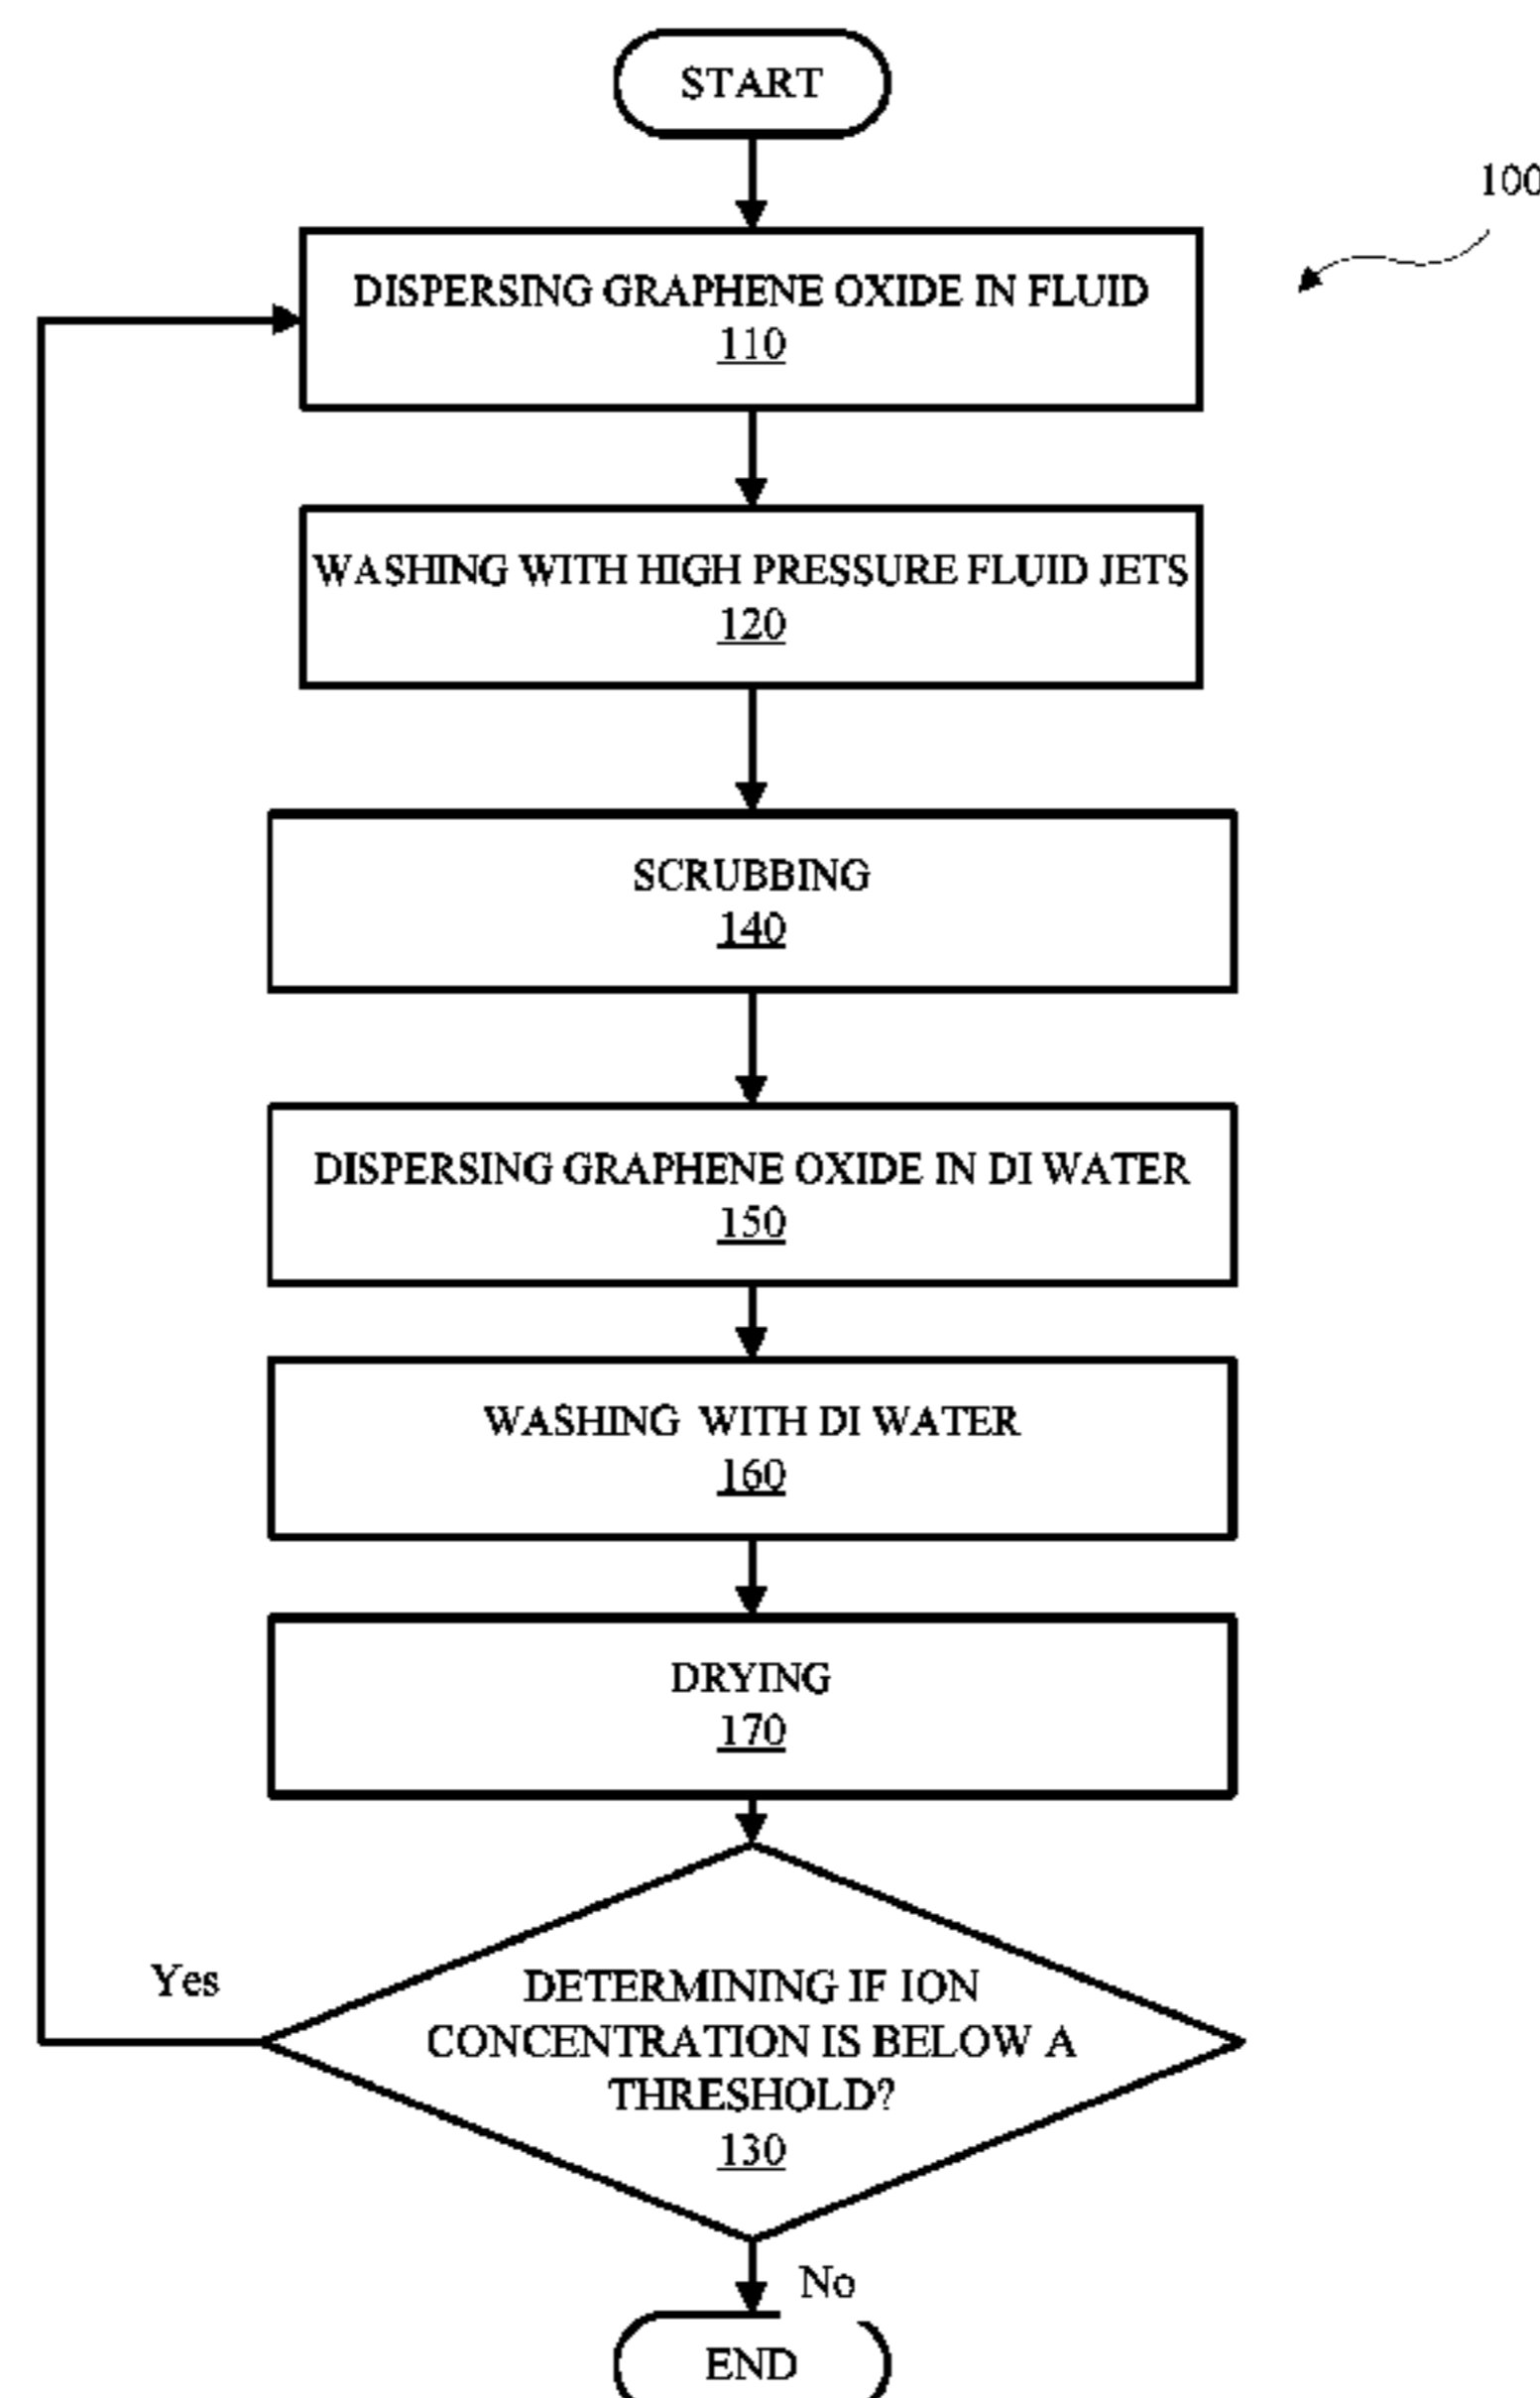 START
100
DISPERSING GRAPHENE OXIDE IN FLUID
110
WASHING WITH HIGH PRESSURE FLUID JETS
120
SCRUBBING
140
DISPERSING GRAPHENE OXIDE IN DI WATER
150
WASHING WITH DI WATER
160
DRYING
170
Yes
DETERMINING IF ION
CONCENTRATION IS BELOW A
THRESHOLD?
130
No
END